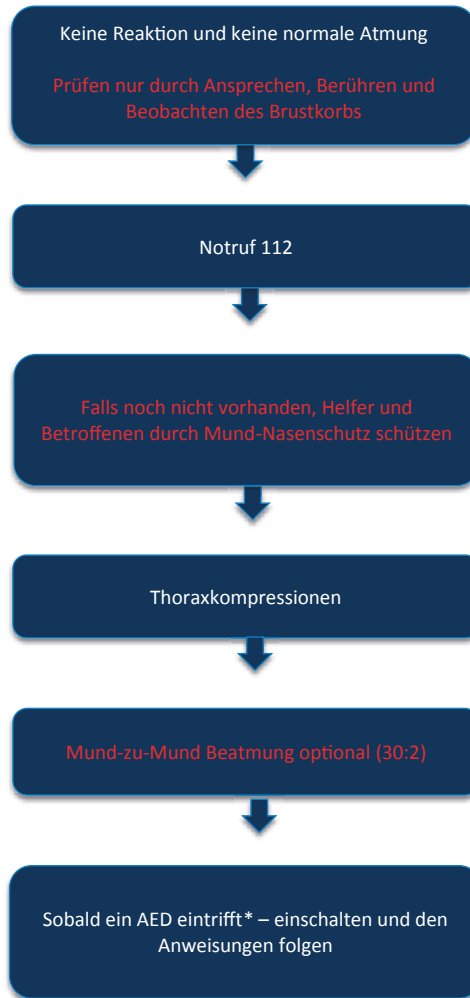 Keine Reaktion und keine normale Atmung
Prüfen nur durch Ansprechen, Berühren und
Beobachten des Brustkorbs
Notruf 112
Falls noch nicht vorhanden, Helfer und
Betroffenen durch Mund-Nasenschutz schützen
Thoraxkompressionen
Mund-zu-Mund Beatmung optional (30:2)
Sobald ein AED eintrifft* – einschalten und den
Anweisungen folgen